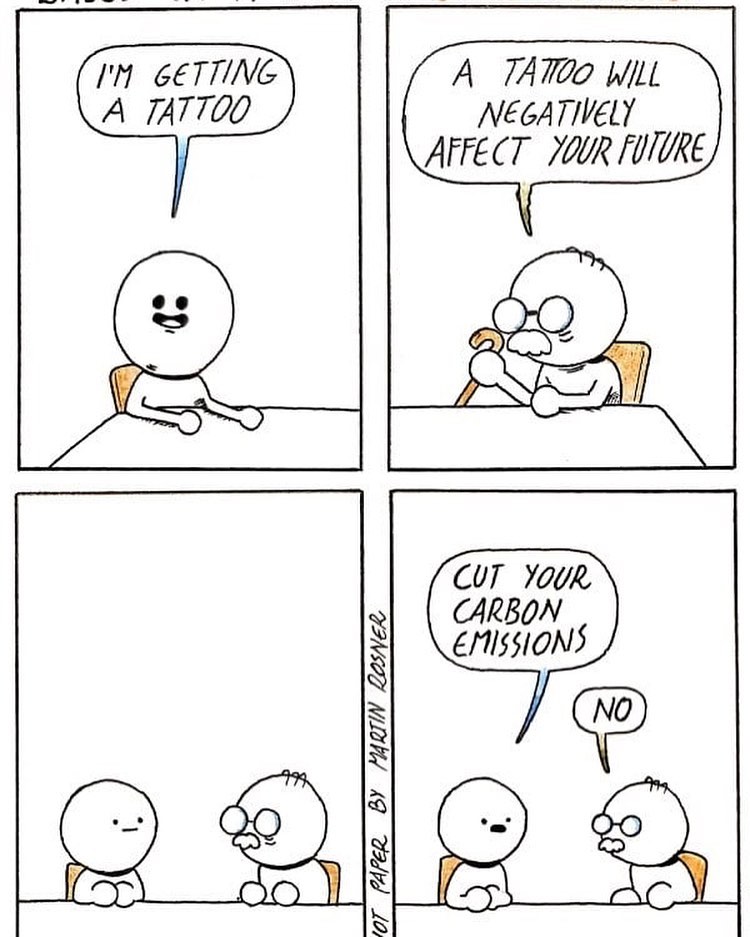 I'M GETTING
A TATTOO
A TATTOO WILL
NEGATIVELY
AFFECT YOUR FUTURE
CUT YOUR
CARBON
EMISSIONS
NO
PAPER BY MARTIN ROSNER